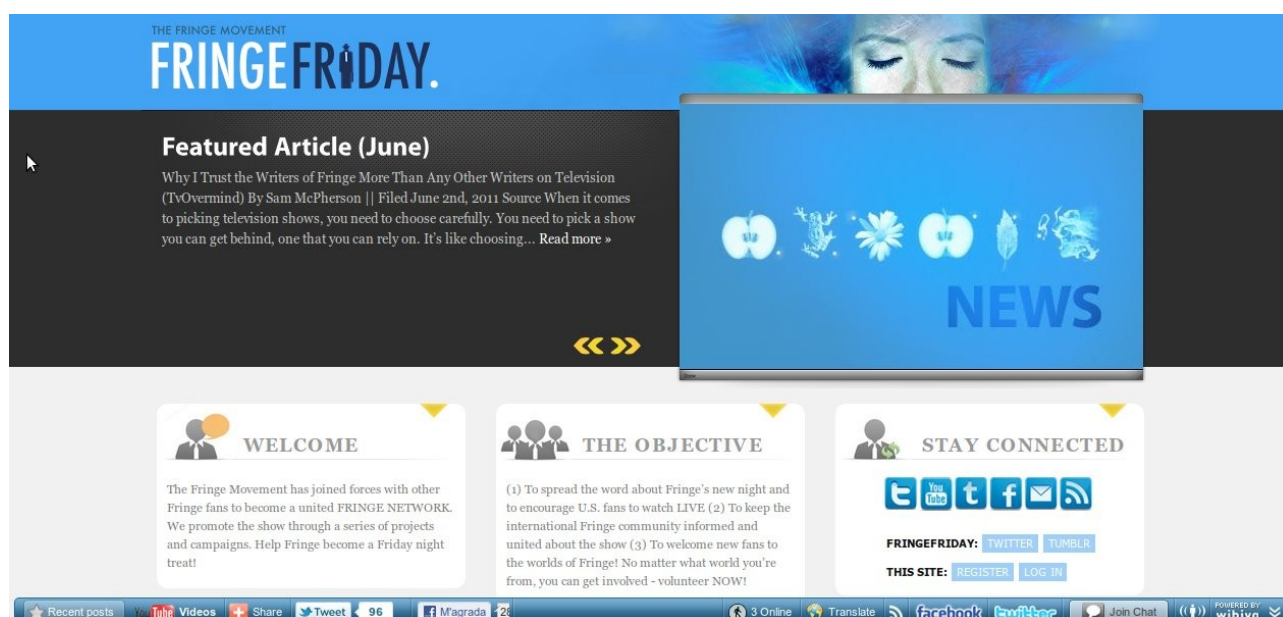 THE FRINGE MOVEMENT
FRINGEFRIDAY.
Featured Article (June)
Why I Trust the Writers of Fringe More Than Any Other Writers on Television
(TvOvermind) By Sam McPherson || Filed June 2nd, 2011 Source When it comes
to picking television shows, you need to choose carefully. You need to pick a show
you can get behind, one that you can rely on. It's like choosing... Read more »
NEWS
WELCOME
The Fringe Movement has joined forces with other
Fringe fans to become a united FRINGE NETWORK.
We promote the show through a series of projects
and campaigns. Help Fringe become a Friday night
treat!
THE OBJECTIVE
(1) To spread the word about Fringe's new night and
to encourage U.S. fans to watch LIVE (2) To keep the
international Fringe community informed and
united about the show (3) To welcome new fans to
the worlds of Fringe! No matter what world you're
from, you can get involved - volunteer NOW!
STAY CONNECTED
You Tube t f
FRINGEFRIDAY: TWITTER TUMBLR
THIS SITE: REGISTER LOG IN
Recent posts YouTube Videos Share Tweet 96 M'agrada 3 Online Translate facebook twitter Join Chat POWERED BY wibiya